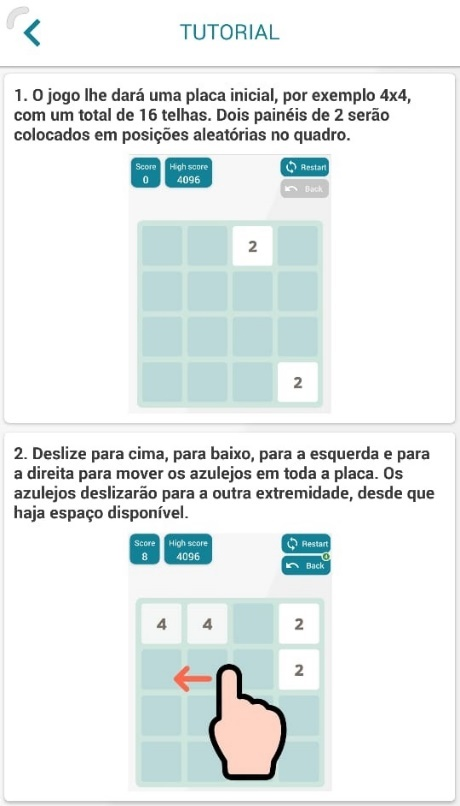 TUTORIAL
1. O jogo lhe dará uma placa inicial, por exemplo 4x4,
com um total de 16 telhas. Dois painéis de 2 serão
colocados em posições aleatórias no quadro.
Score High score Restart
0 4096
Back
2
2
2. Deslize para cima, para baixo, para a esquerda e para
a direita para mover os azulejos em toda a placa. Os
azulejos deslizarão para a outra extremidade, desde que
haja espaço disponível.
Score High score Restart
8 4096
Back
4 4 2
2